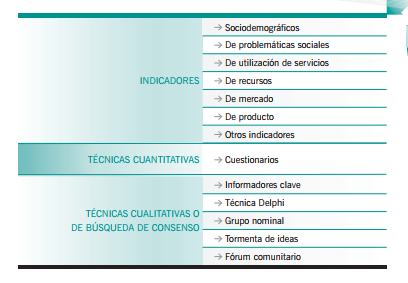 INDICADORES
→ Sociodemográficos
→ De problemáticas sociales
→ De utilización de servicios
→ De recursos
→ De mercado
→ De producto
→ Otros indicadores
TÉCNICAS CUANTITATIVAS
→ Cuestionarios
TÉCNICAS CUALITATIVAS O
DE BÚSQUEDA DE CONSENSO
→ Informadores clave
→ Técnica Delphi
→ Grupo nominal
→ Tormenta de ideas
→ Fórum comunitario